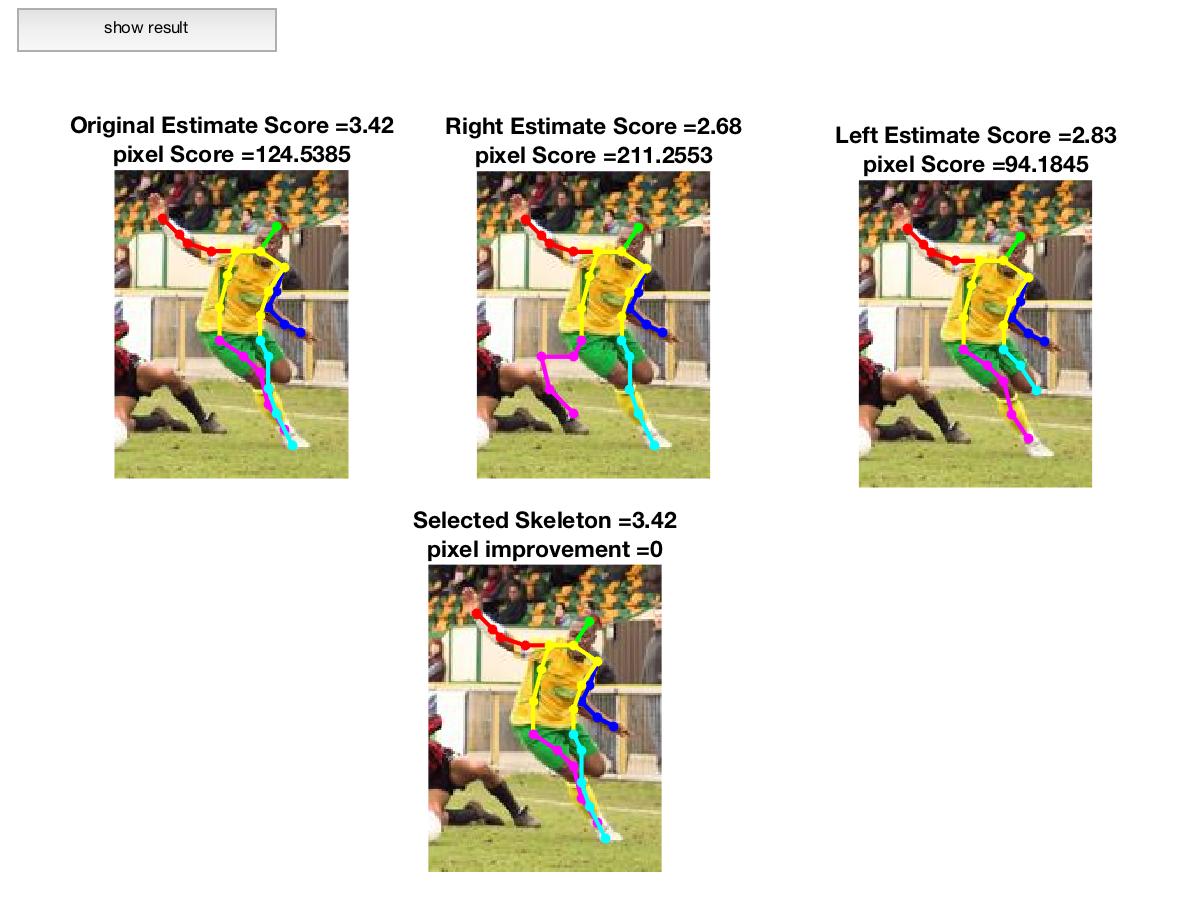 show result
Original Estimate Score =3.42
pixel Score =124.5385
Right Estimate Score =2.68
pixel Score =211.2553
Left Estimate Score =2.83
pixel Score =94.1845
Selected Skeleton =3.42
pixel improvement =0